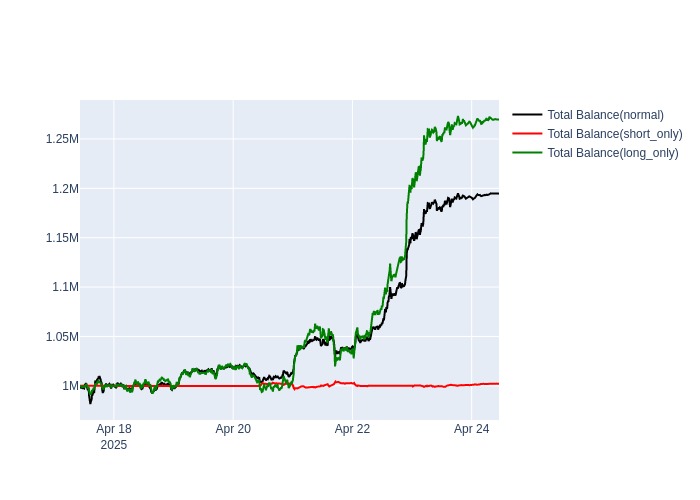 Total Balance(normal)
Total Balance(short_only)
Total Balance(long_only)
1.25M
1.2M
1.15M
1.1M
1.05M
1M
Apr 18
2025
Apr 20
Apr 22
Apr 24